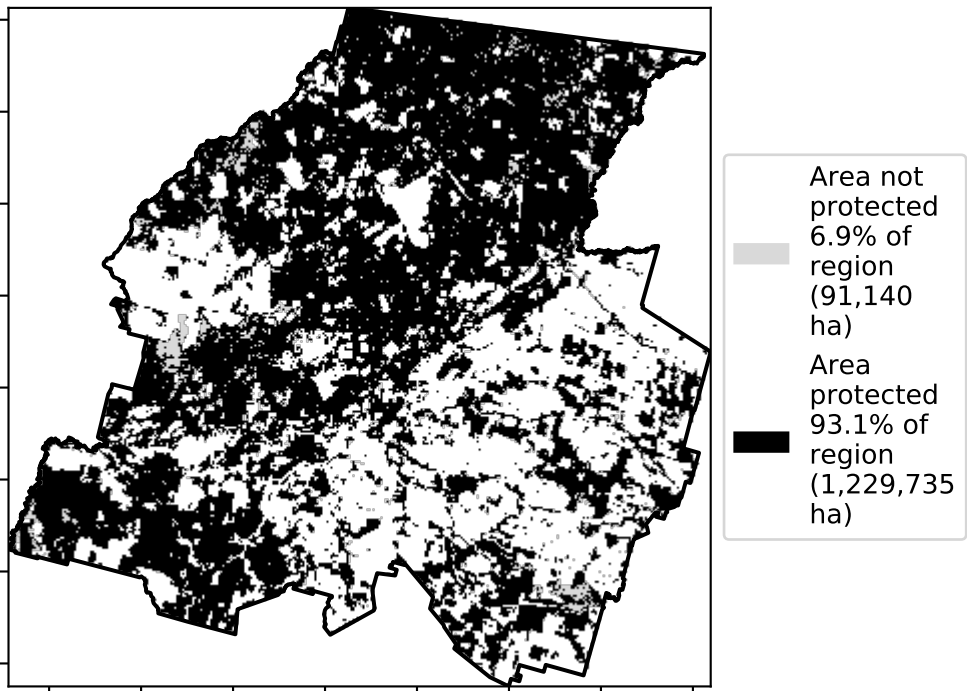 Area not
protected
6.9% of
region
(91,140
ha)
Area
protected
93.1% of
region
(1,229,735
ha)